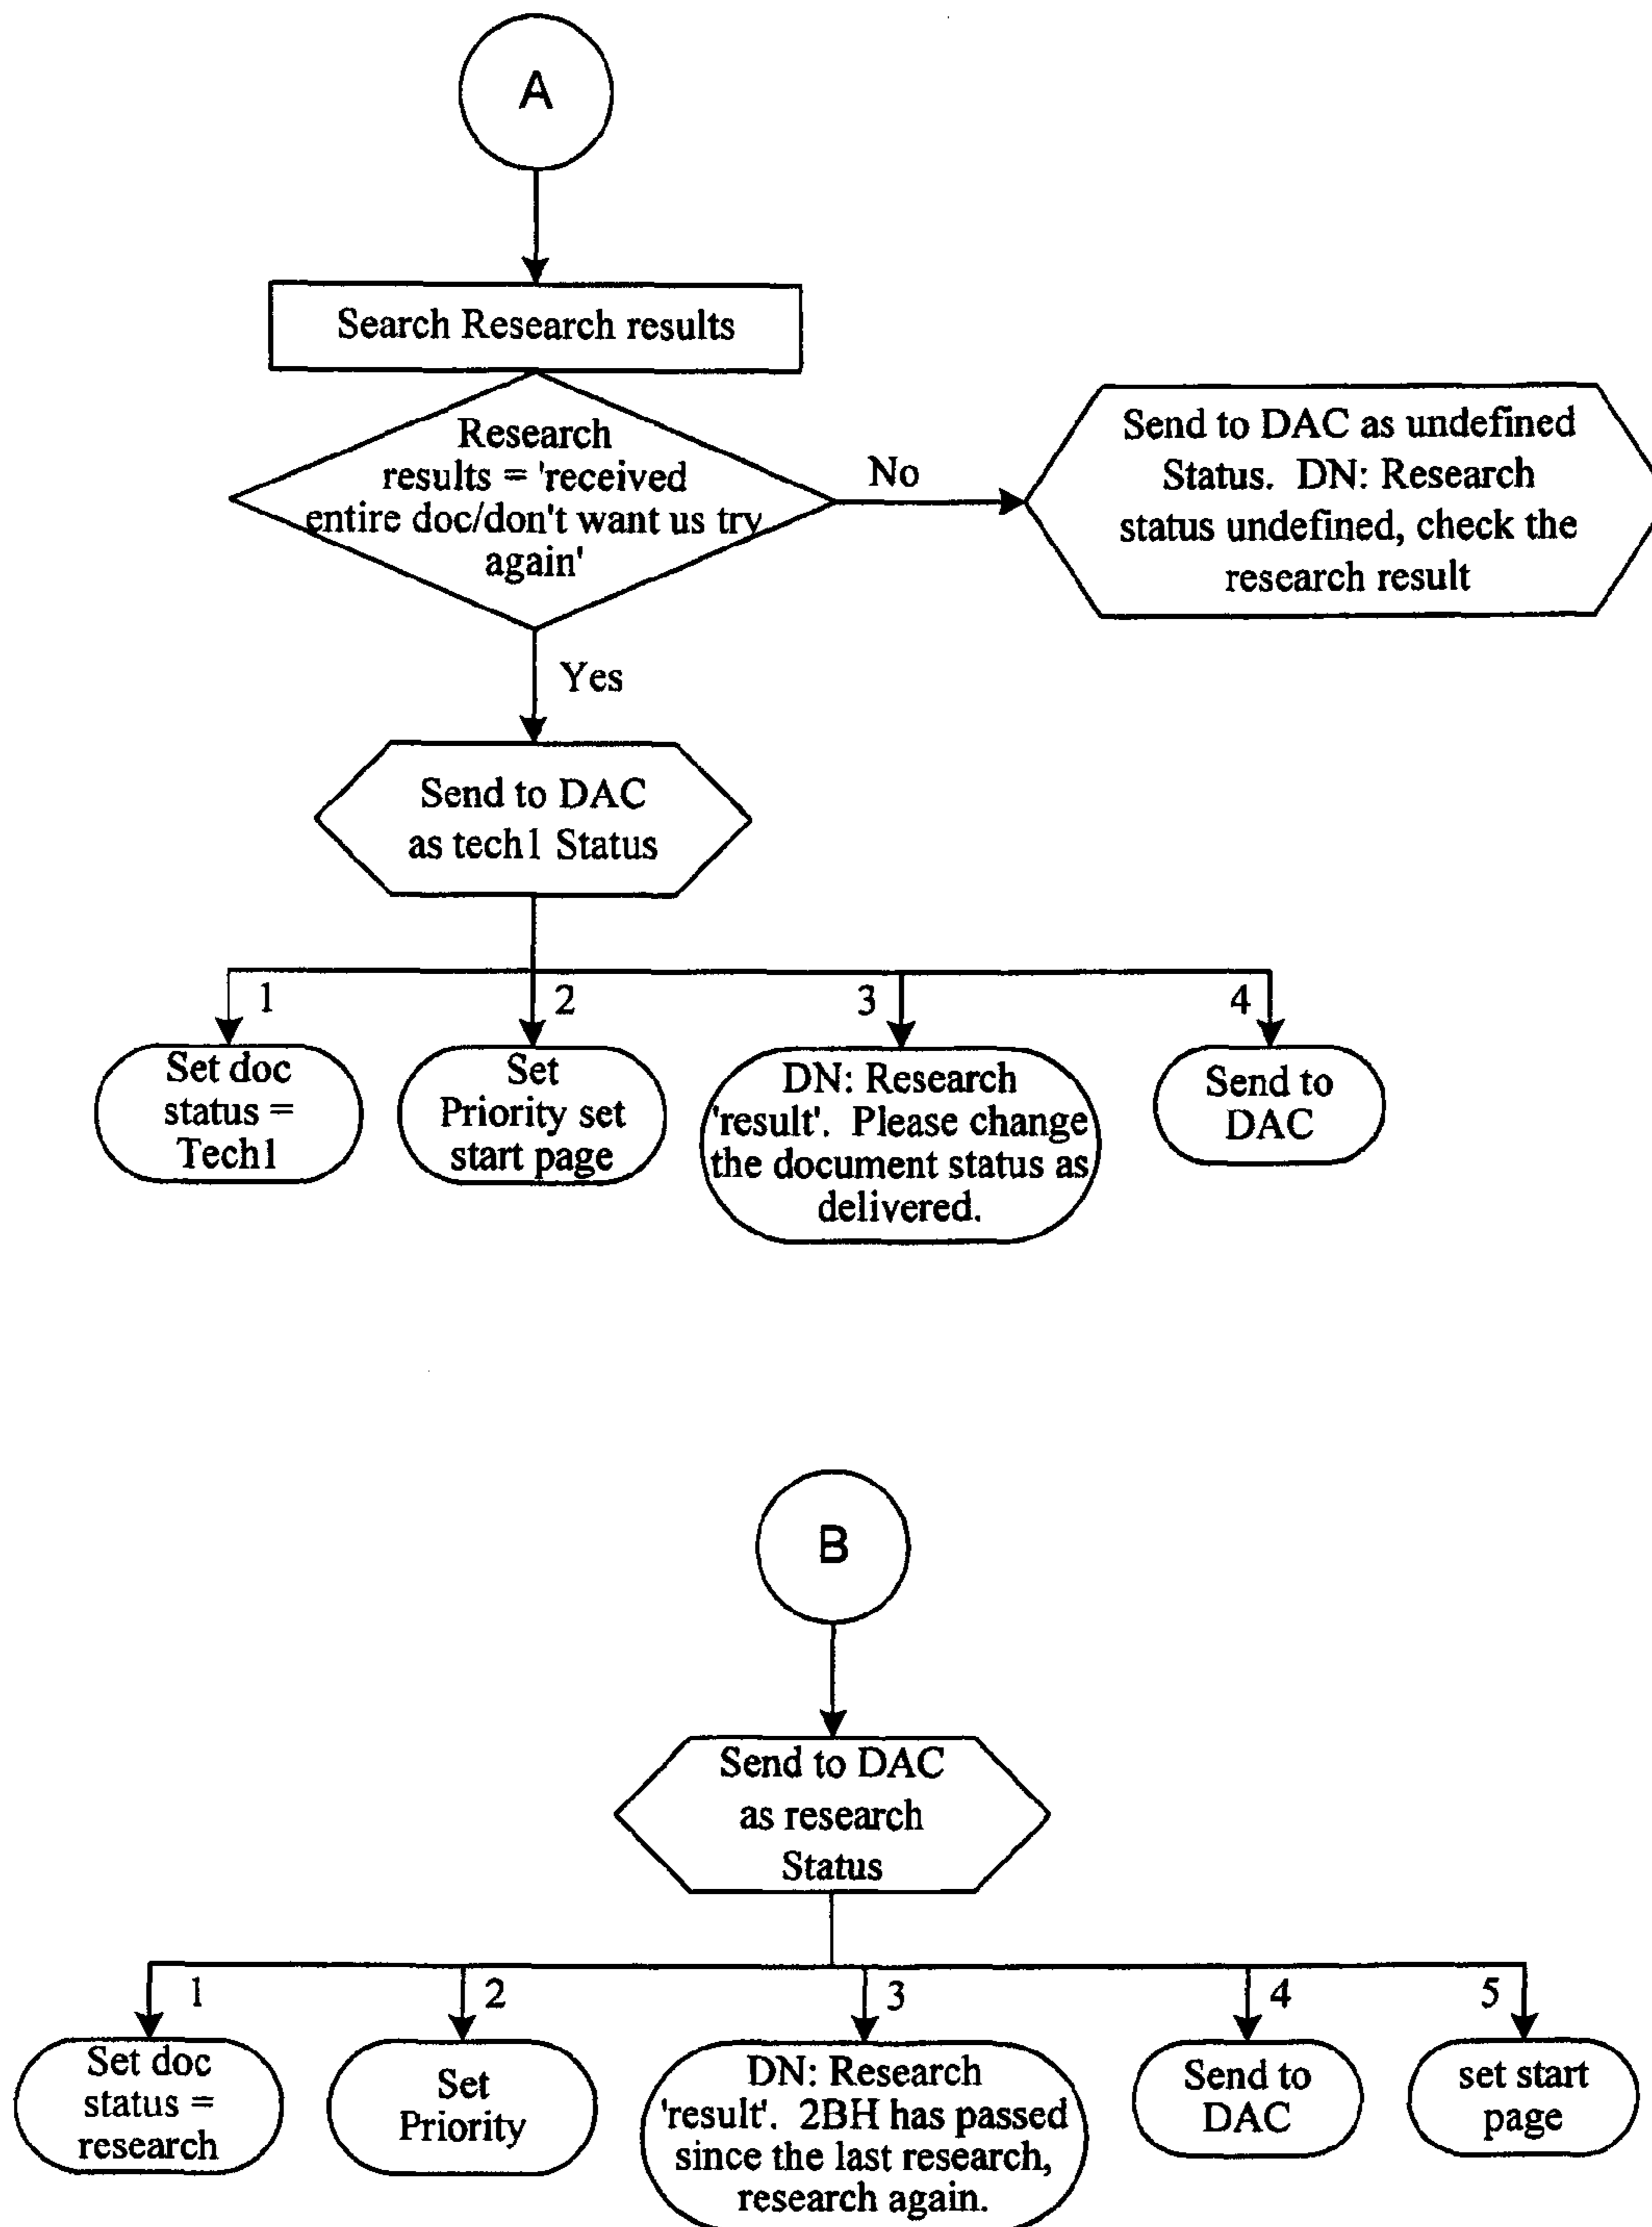 A
Search Research results
Research
results = 'received
entire doc/don't want us try
again'
No
Send to DAC as undefined
Status.  DN: Research
status undefined, check the
research result
Yes
Send to DAC
as tech1 Status
1
2
3
4
Set doc
status =
Tech1
Set
Priority set
start page
DN: Research
'result'.  Please change
the document status as
delivered.
Send to
DAC
B
Send to DAC
as research
Status
1
2
3
4
5
Set doc
status =
research
Set
Priority
DN: Research
'result'.  2BH has passed
since the last research,
research again.
Send to
DAC
set start
page